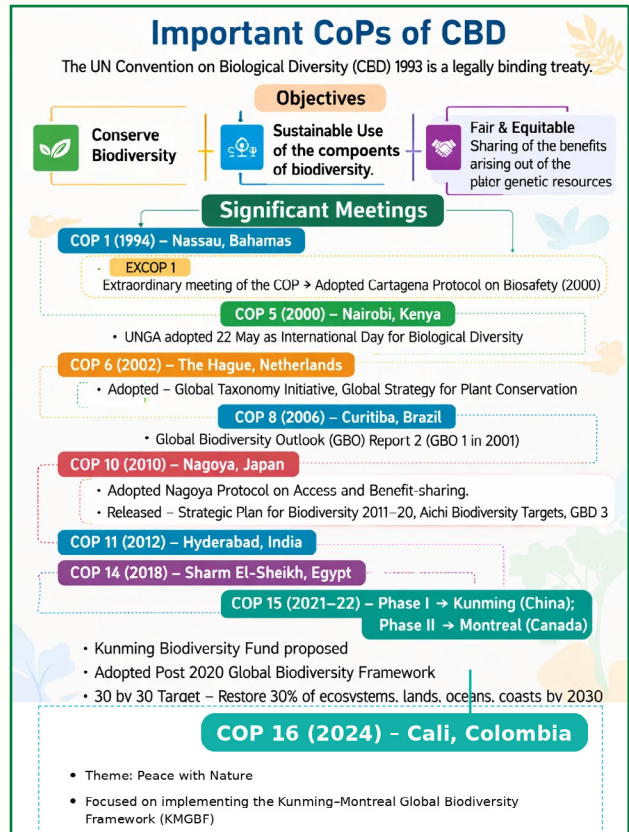 Important CoPs of CBD
The UN Convention on Biological Diversity (CBD) 1993 is a legally binding treaty.
Objectives
Conserve
Biodiversity
Sustainable Use
of the compoents
of biodiversity.
Fair & Equitable
Sharing of the benefits
arising out of the
plator genetic resources
Significant Meetings
COP 1 (1994) – Nassau, Bahamas
EXCOP 1
Extraordinary meeting of the COP → Adopted Cartagena Protocol on Biosafety (2000)
COP 5 (2000) – Nairobi, Kenya
• UNGA adopted 22 May as International Day for Biological Diversity
COP 6 (2002) – The Hague, Netherlands
• Adopted – Global Taxonomy Initiative, Global Strategy for Plant Conservation
COP 8 (2006) – Curitiba, Brazil
• Global Biodiversity Outlook (GBO) Report 2 (GBO 1 in 2001)
COP 10 (2010) – Nagoya, Japan
• Adopted Nagoya Protocol on Access and Benefit-sharing.
• Released – Strategic Plan for Biodiversity 2011–20, Aichi Biodiversity Targets, GBD 3
COP 11 (2012) – Hyderabad, India
COP 14 (2018) – Sharm El-Sheikh, Egypt
COP 15 (2021–22) – Phase I → Kunming (China);
Phase II → Montreal (Canada)
• Kunming Biodiversity Fund proposed
• Adopted Post 2020 Global Biodiversity Framework
• 30 by 30 Target – Restore 30% of ecosystems, lands, oceans, coasts by 2030
COP 16 (2024) – Cali, Colombia
• Theme: Peace with Nature
• Focused on implementing the Kunming–Montreal Global Biodiversity
Framework (KMGBF)